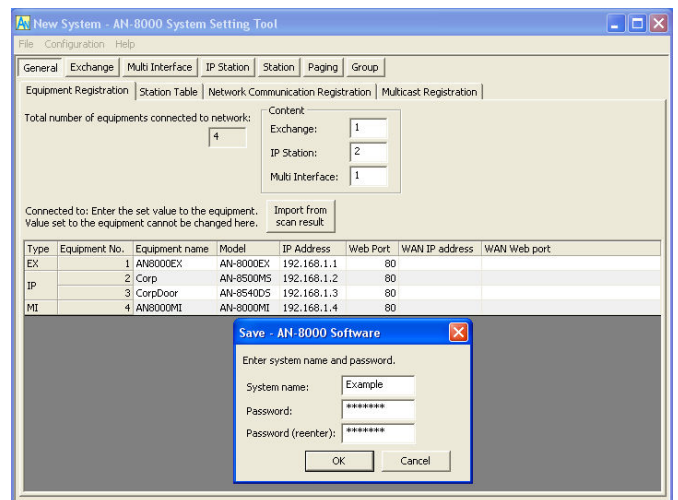 New System - AN-8000 System Setting Tool
File Configuration Help
General Exchange Multi Interface IP Station Station Paging Group
Equipment Registration Station Table Network Communication Registration Multicast Registration
Total number of equipments connected to network:
4
Content
Exchange: 1
IP Station: 2
Multi Interface: 1
Connected to: Enter the set value to the equipment.
Value set to the equipment cannot be changed here.
Import from
scan result
Type Equipment No. Equipment name Model IP Address Web Port WAN IP address WAN Web port
EX 1 AN8000EX AN-8000EX 192.168.1.1 80
IP 2 Corp AN-8500MS 192.168.1.2 80
3 CorpDoor AN-8540DS 192.168.1.3 80
MI 4 AN8000MI AN-8000MI 192.168.1.4 80
Save - AN-8000 Software
Enter system name and password.
System name: Example
Password: *******
Password (reenter): *******
OK Cancel